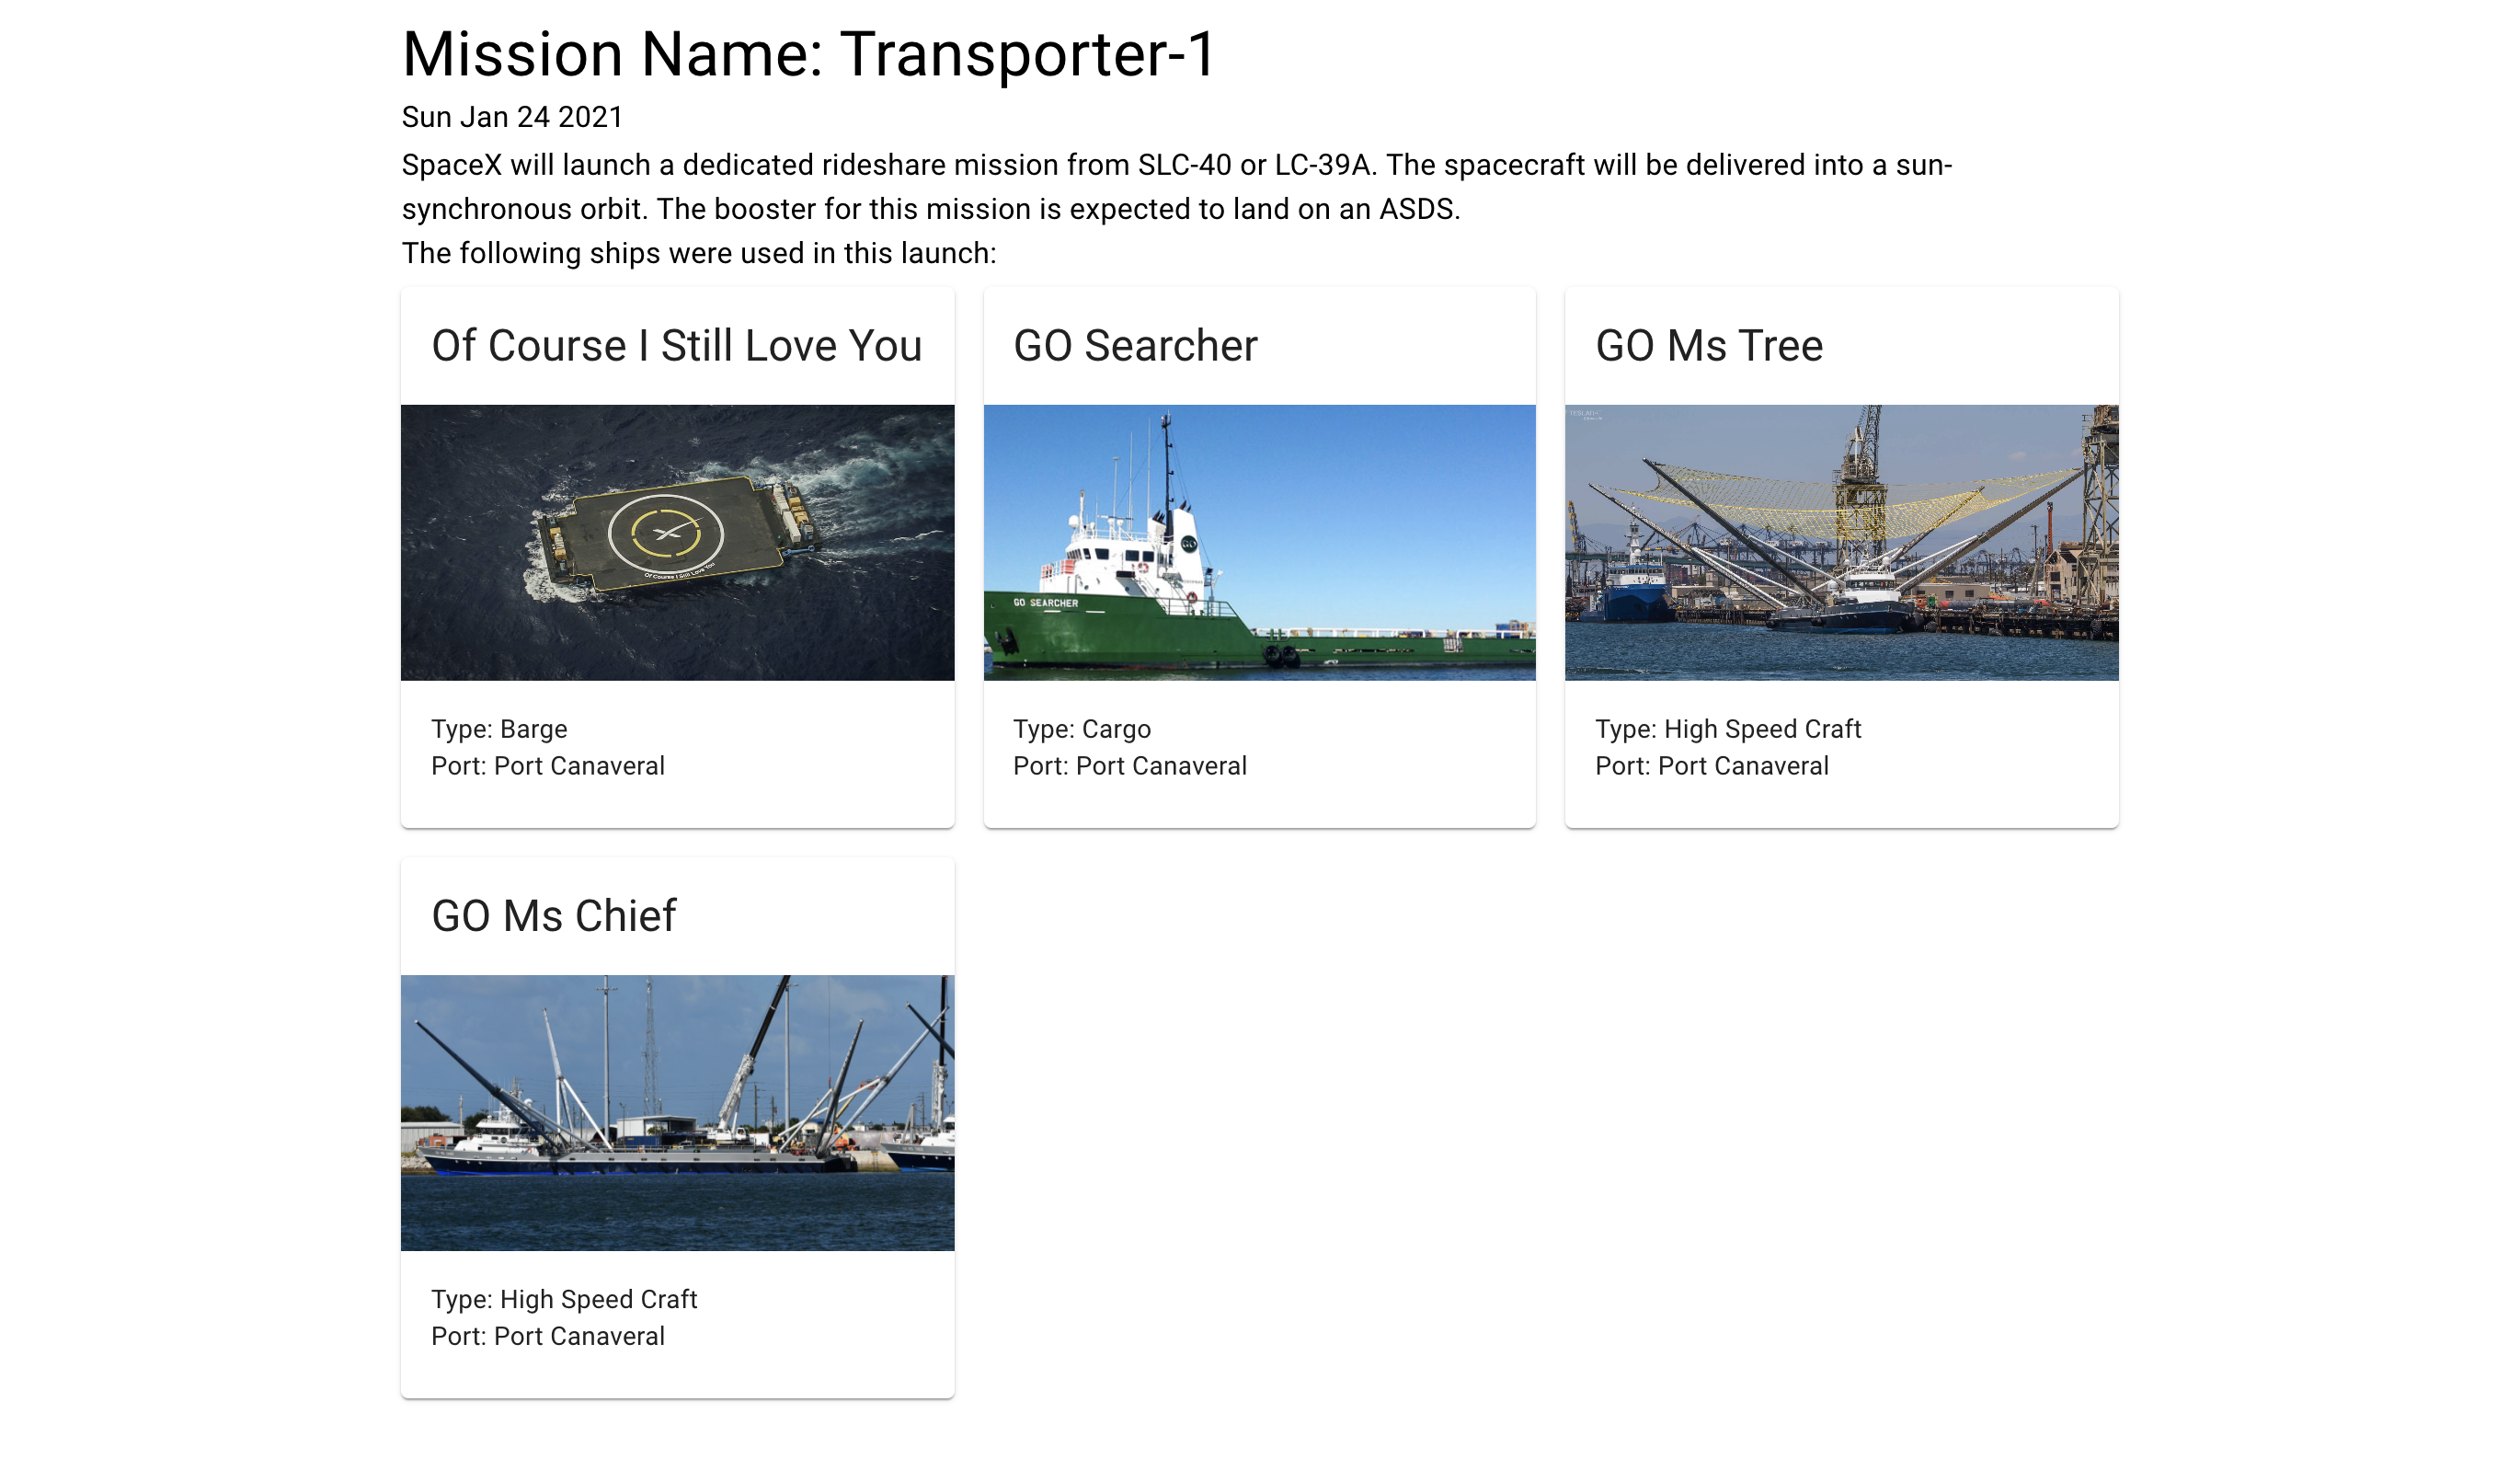 Mission Name: Transporter-1
Sun Jan 24 2021
SpaceX will launch a dedicated rideshare mission from SLC-40 or LC-39A. The spacecraft will be delivered into a sun-
synchronous orbit. The booster for this mission is expected to land on an ASDS.
The following ships were used in this launch:
Of Course I Still Love You
Of Course I Still Love You
Type: Barge
Port: Port Canaveral
GO Searcher
GO
GO SEARCHER
Type: Cargo
Port: Port Canaveral
GO Ms Tree
Type: High Speed Craft
Port: Port Canaveral
GO Ms Chief
Type: High Speed Craft
Port: Port Canaveral